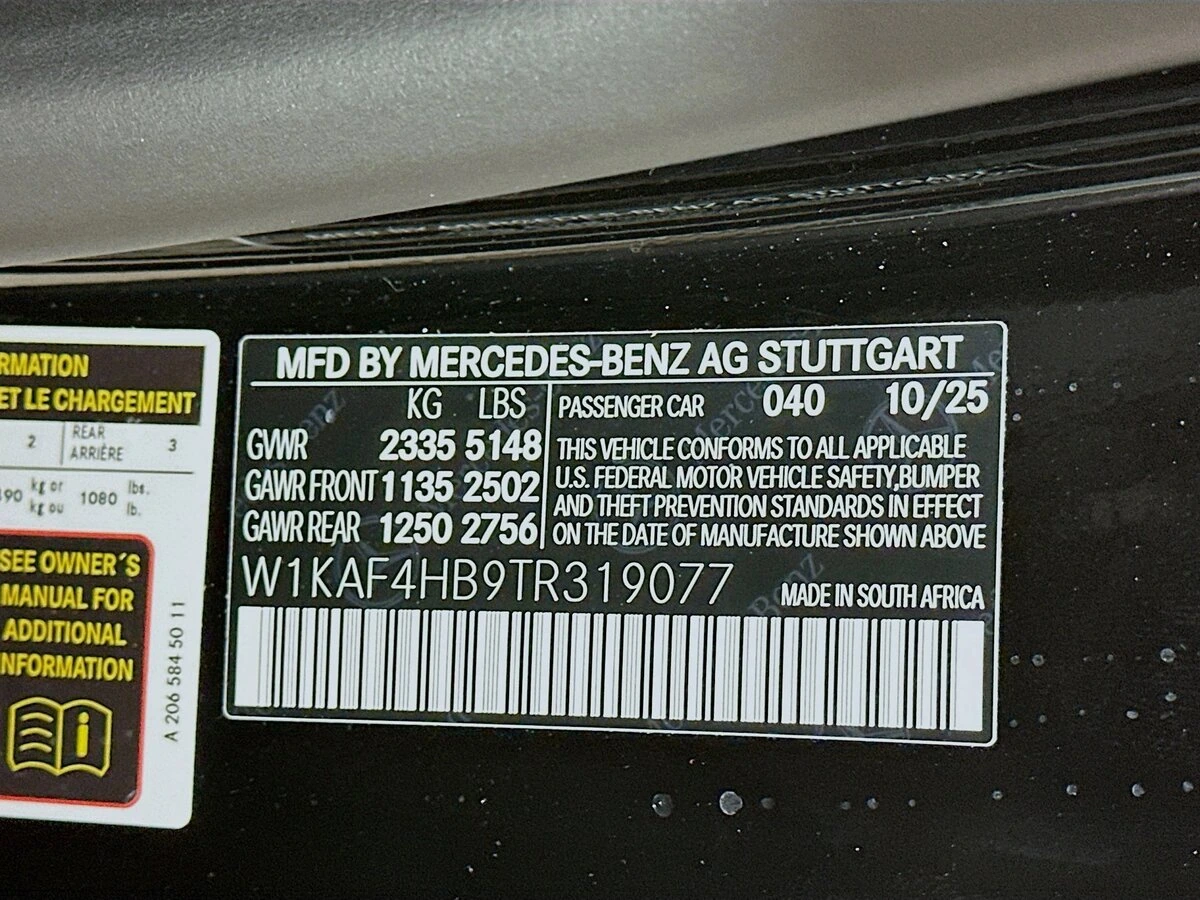 RMATION
ET LE CHARGEMENT
2 REAR ARRIÈRE 3
190 kg or kg ou 1080 lbs. lb.
SEE OWNER´S
MANUAL FOR
ADDITIONAL
INFORMATION
i
A 206 584 50 11
MFD BY MERCEDES-BENZ AG STUTTGART
KG LBS
GVWR 2335 5148
GAWR FRONT 1135 2502
GAWR REAR 1250 2756
PASSENGER CAR 040 10/25
THIS VEHICLE CONFORMS TO ALL APPLICABLE
U.S. FEDERAL MOTOR VEHICLE SAFETY,BUMPER
AND THEFT PREVENTION STANDARDS IN EFFECT
ON THE DATE OF MANUFACTURE SHOWN ABOVE
W1KAF4HB9TR319077 MADE IN SOUTH AFRICA